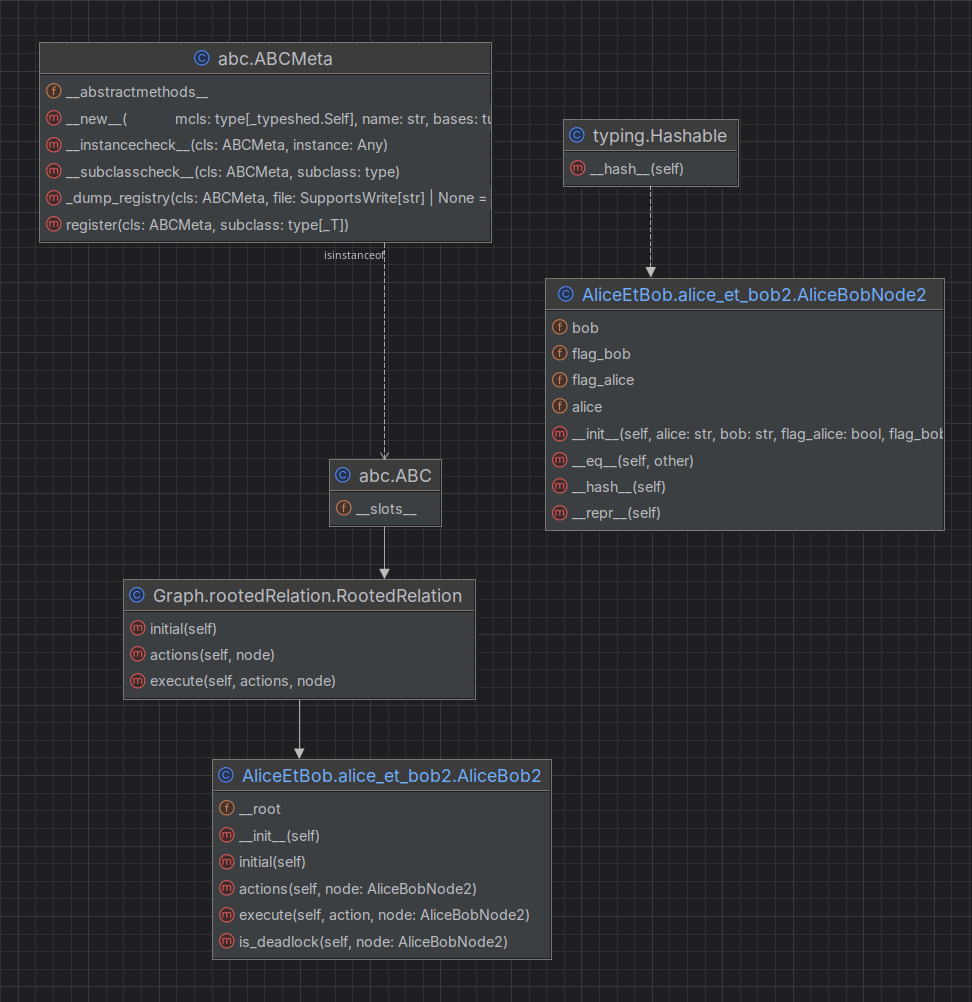 abc.ABCMeta
__abstractmethods__
__new__( mcls: type[_typeshed.Self], name: str, bases: tu
__instancecheck__(cls: ABCMeta, instance: Any)
__subclasscheck__(cls: ABCMeta, subclass: type)
_dump_registry(cls: ABCMeta, file: SupportsWrite[str] | None =
register(cls: ABCMeta, subclass: type[_T])
isinstanceof
typing.Hashable
__hash__(self)
AliceEtBob.alice_et_bob2.AliceBobNode2
bob
flag_bob
flag_alice
alice
__init__(self, alice: str, bob: str, flag_alice: bool, flag_bob
__eq__(self, other)
__hash__(self)
__repr__(self)
abc.ABC
__slots__
Graph.rootedRelation.RootedRelation
initial(self)
actions(self, node)
execute(self, actions, node)
AliceEtBob.alice_et_bob2.AliceBob2
__root
__init__(self)
initial(self)
actions(self, node: AliceBobNode2)
execute(self, action, node: AliceBobNode2)
is_deadlock(self, node: AliceBobNode2)